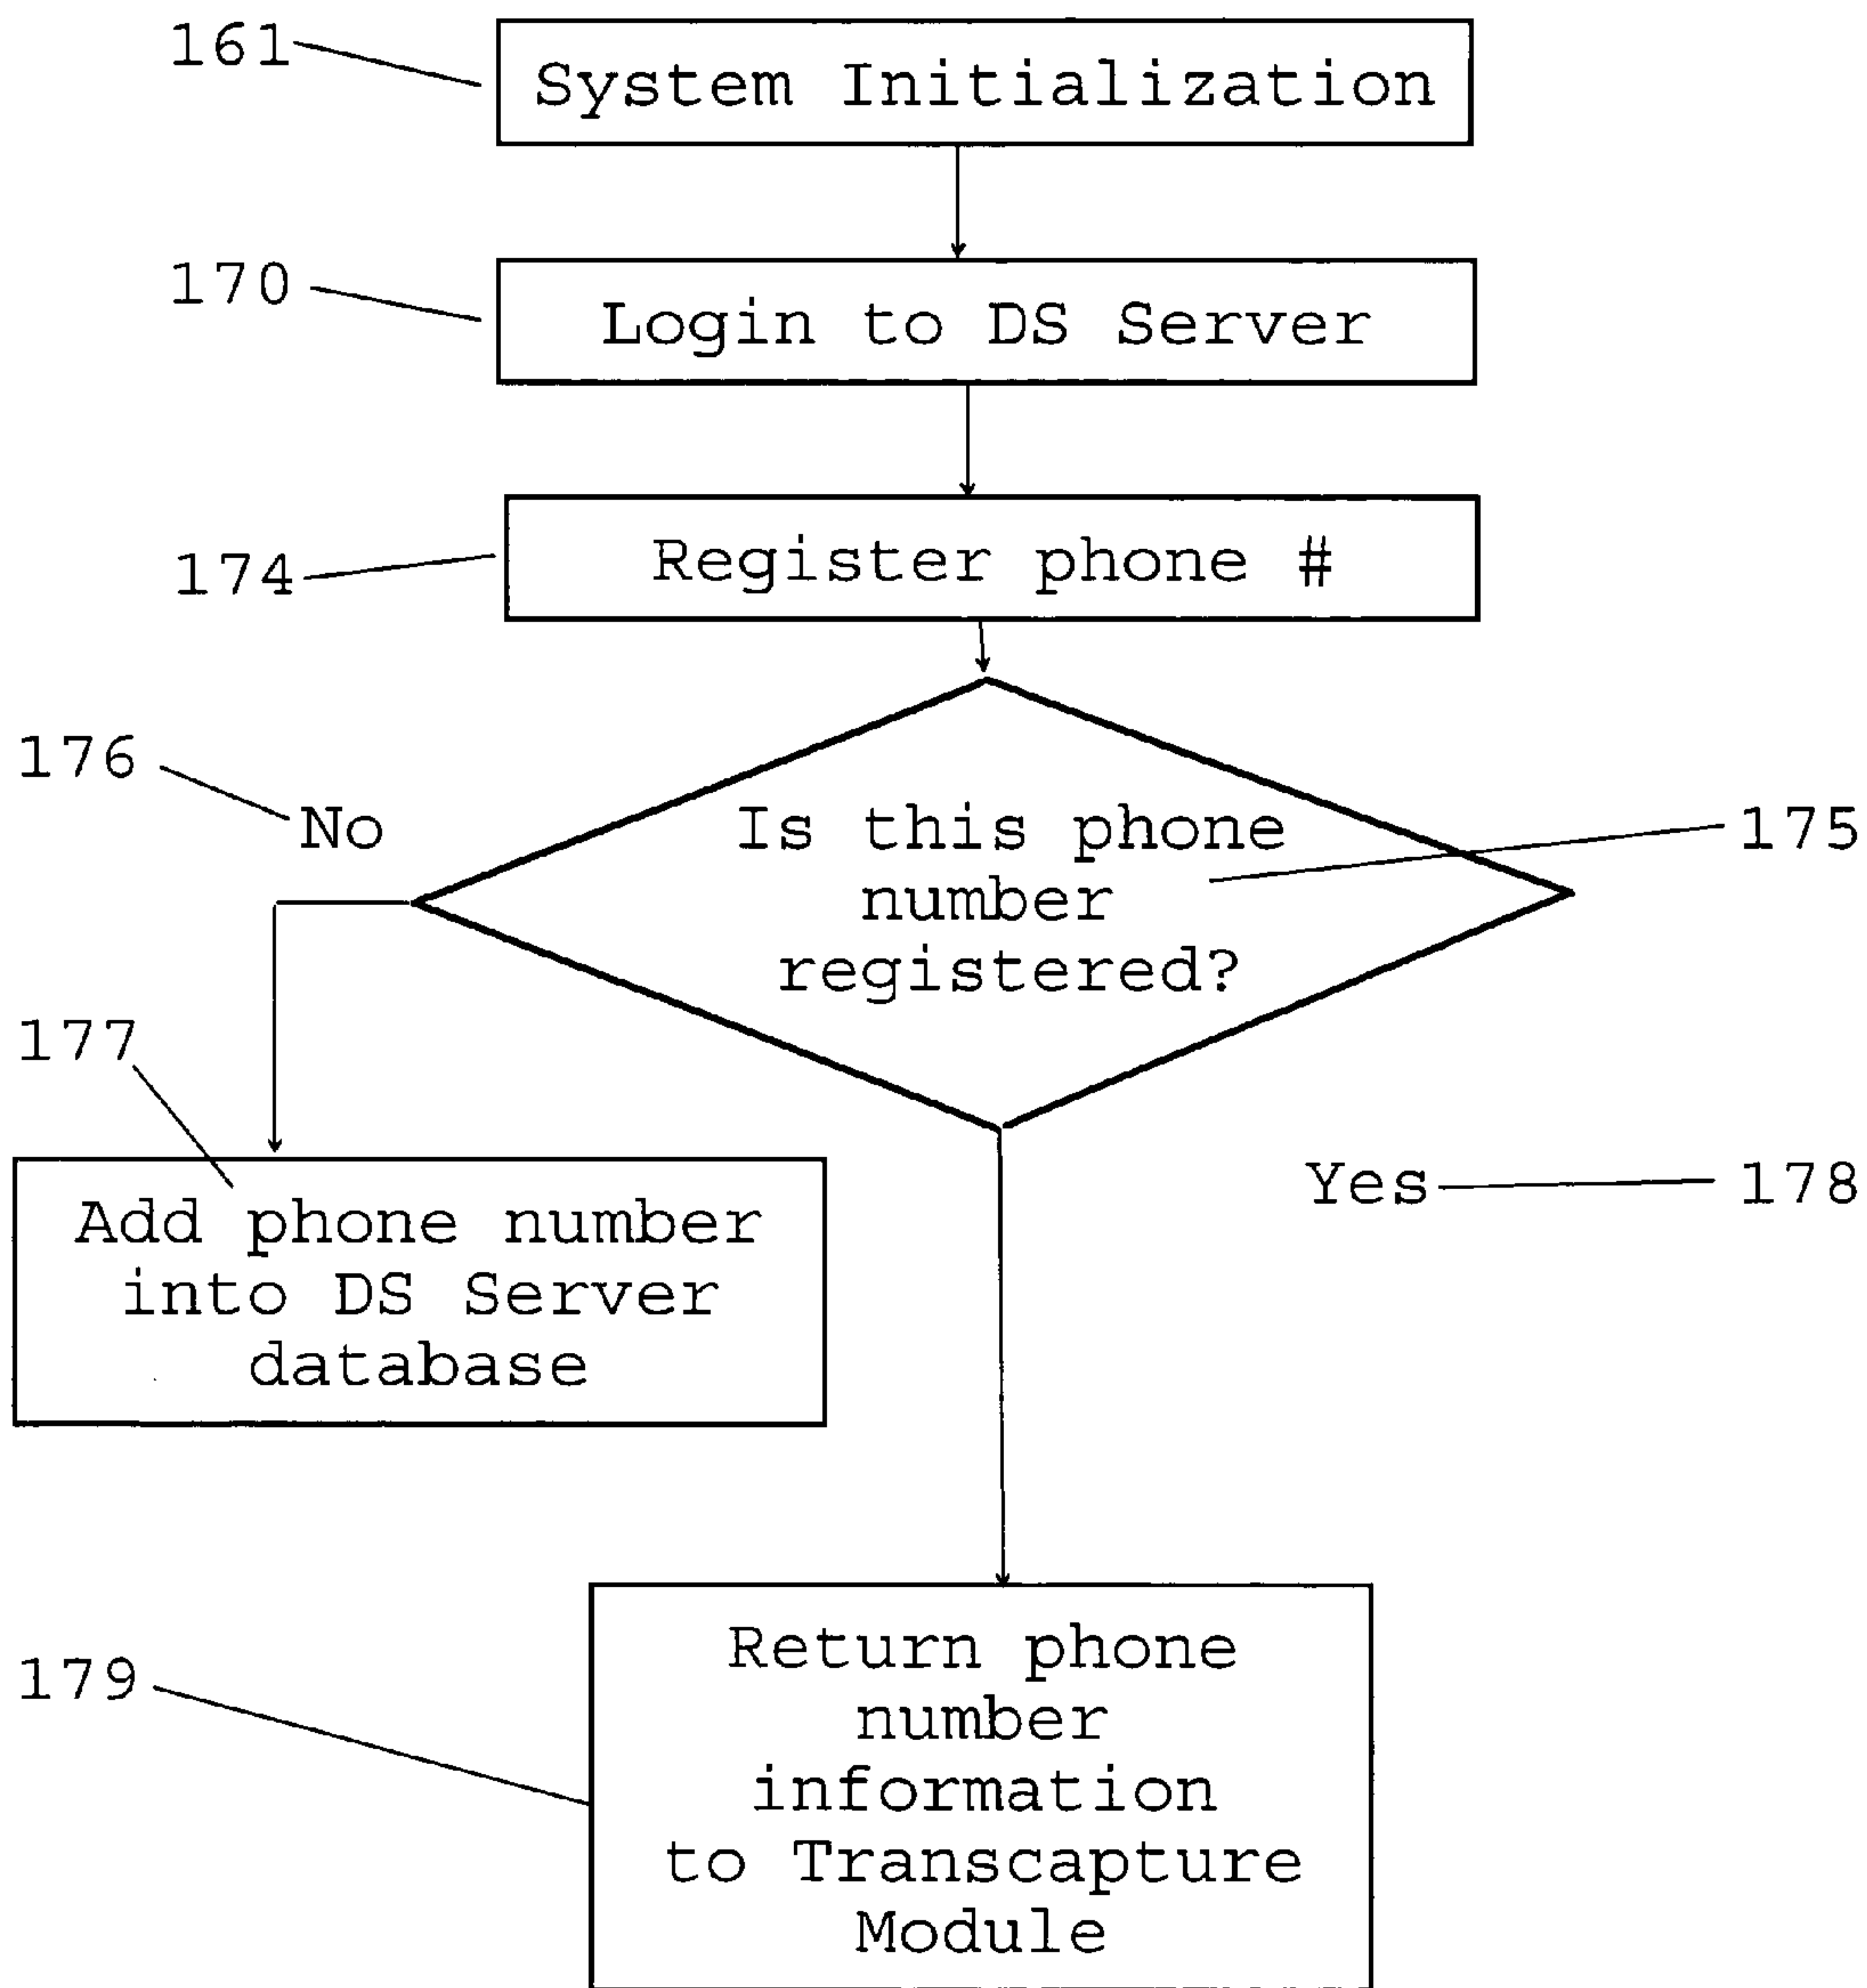 161
System Initialization
170
Login to DS Server
174
Register phone #
176
No
Is this phone
number
registered?
175
177
Add phone number
into DS Server
database
Yes
178
179
Return phone
number
information
to Transcapture
Module